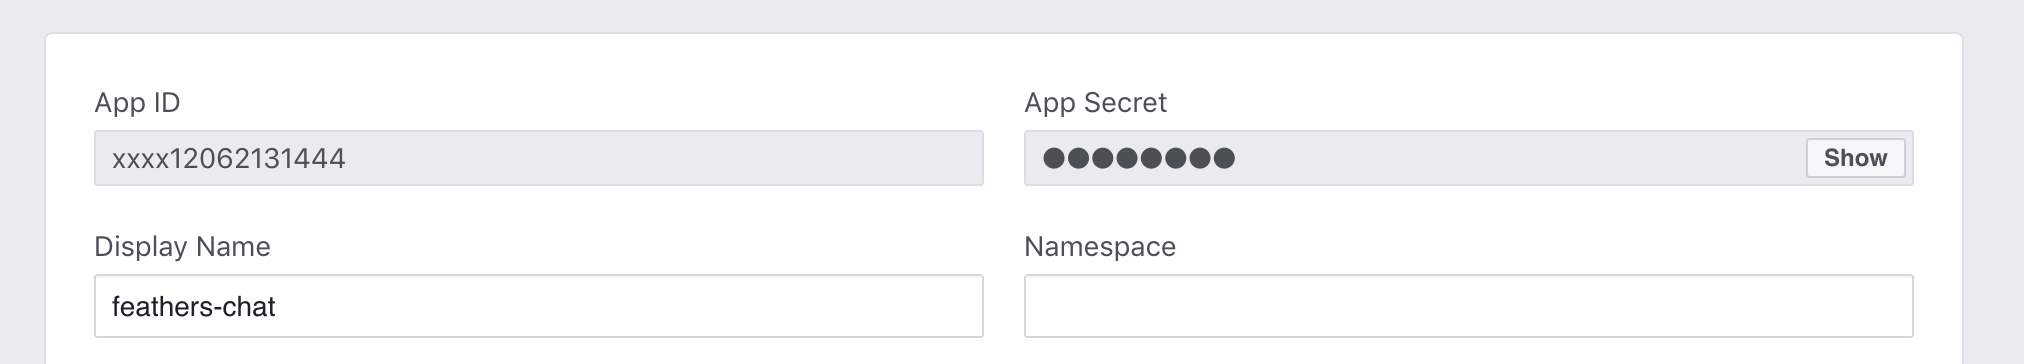 App ID
App Secret
xxxx12062131444
●●●●●●●●
Show
Display Name
Namespace
feathers-chat